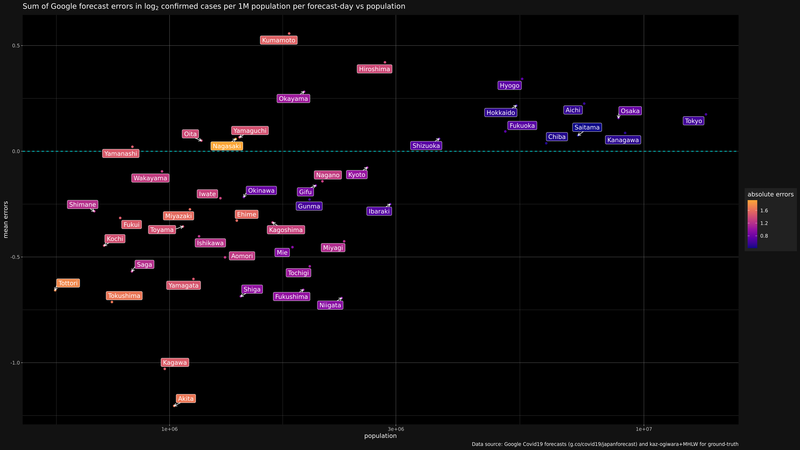 Sum of Google forecast errors in log₂ confirmed cases per 1M population per forecast-day vs population
Kumamoto
0.5
Hiroshima
Hyogo
Okayama
Hokkaido
Aichi
Osaka
Tokyo
Fukuoka
Saitama
Oita
Yamaguchi
Chiba
Kanagawa
Nagasaki
Shizuoka
0.0
Yamanashi
Wakayama
Nagano
Kyoto
Iwate
Okinawa
Gifu
absolute errors
1.6
1.2
0.8
Shimane
Gunma
Ibaraki
mean errors
Miyazaki
Ehime
Fukui
Toyama
Kagoshima
Kochi
Ishikawa
Miyagi
Mie
Aomori
-0.5
Saga
Tochigi
Tottori
Yamagata
Shiga
Tokushima
Fukushima
Niigata
Kagawa
-1.0
Akita
1e+06
3e+06
1e+07
population
Data source: Google Covid19 forecasts (g.co/covid19/japanforecast) and kaz-ogiwara+MHLW for ground-truth